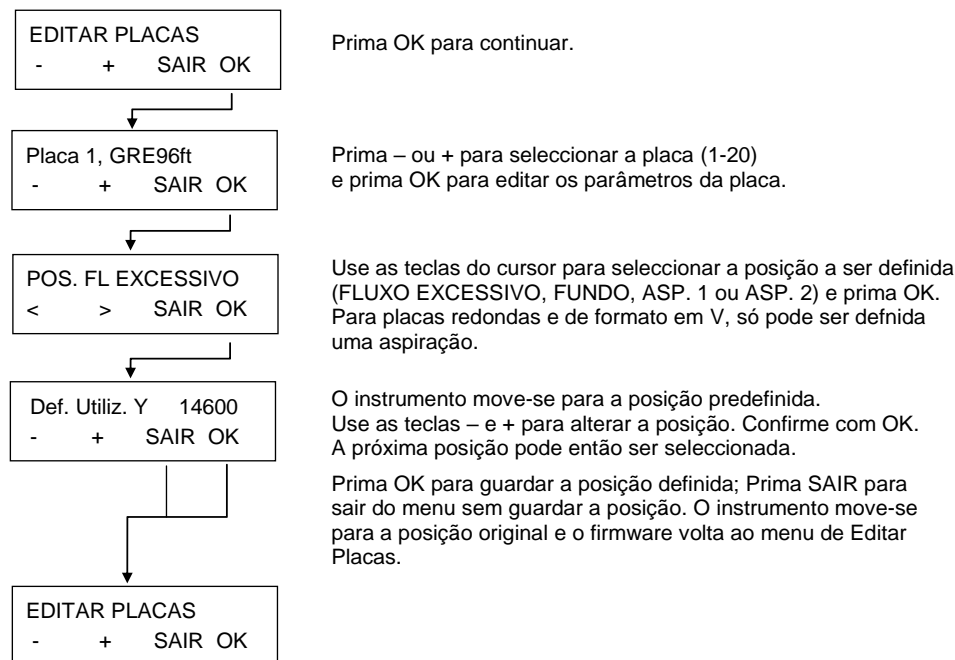 EDITAR PLACAS
- + SAIR OK
Prima OK para continuar.
Placa 1, GRE96ft
- + SAIR OK
Prima – ou + para seleccionar a placa (1-20)
e prima OK para editar os parâmetros da placa.
POS. FL EXCESSIVO
< > SAIR OK
Use as teclas do cursor para seleccionar a posição a ser definida
(FLUXO EXCESSIVO, FUNDO, ASP. 1 ou ASP. 2) e prima OK.
Para placas redondas e de formato em V, só pode ser defnida
uma aspiração.
Def. Utiliz. Y 14600
- + SAIR OK
O instrumento move-se para a posição predefinida.
Use as teclas – e + para alterar a posição. Confirme com OK.
A próxima posição pode então ser seleccionada.
Prima OK para guardar a posição definida; Prima SAIR para
sair do menu sem guardar a posição. O instrumento move-se
para a posição original e o firmware volta ao menu de Editar
Placas.
EDITAR PLACAS
- + SAIR OK